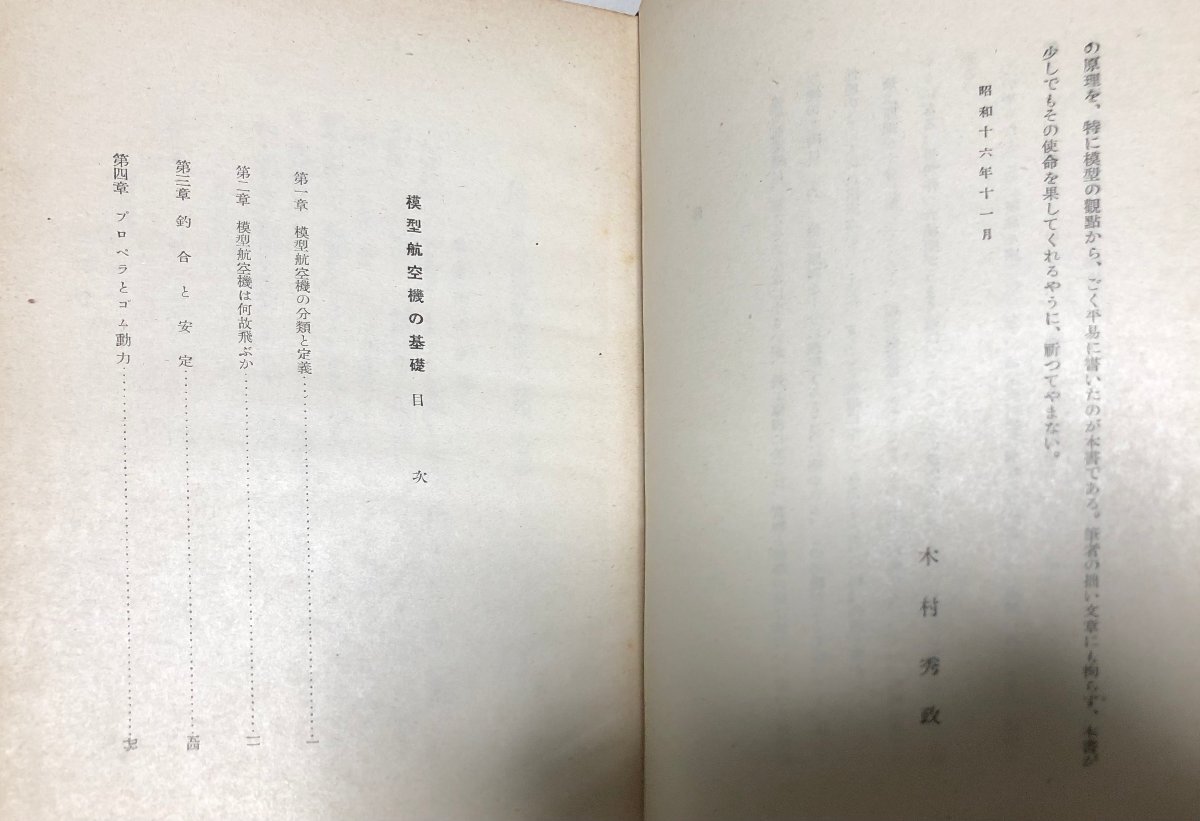 の原理を、特に模型の觀點から、ごく平易に書いたのが本書である。筆者の拙い文章にも拘らず、本書が
少しでもその使命を果してくれるやうに、祈つてやまない。
昭和十六年十一月
木村秀政
模型航空機の基礎 目次
第一章 模型航空機の分類と定義…………一
第二章 模型航空機は何故飛ぶか…………
第三章 釣合と安定…………
第四章 プロペラとゴム動力…………